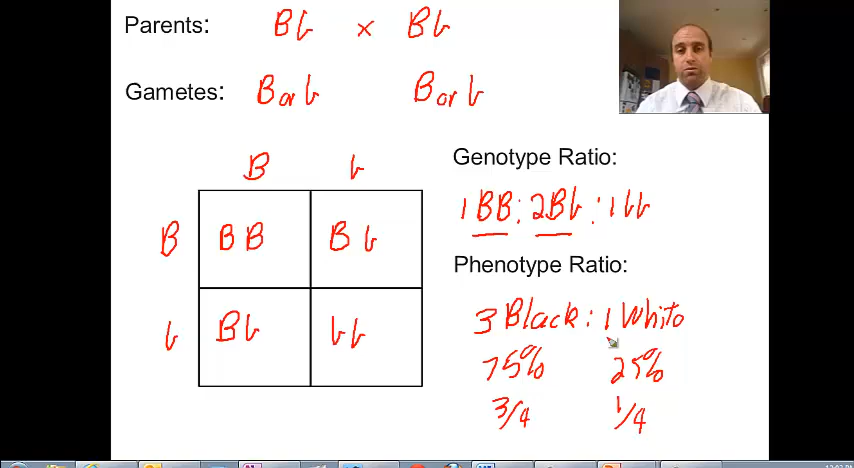 Parents: Bb x Bb
Gametes: B or b B or b
B b
B BB Bb
b Bb bb
Genotype Ratio:
1BB:2Bb:1bb
Phenotype Ratio:
3 Black:1 White
75% 25%
3/4 1/4